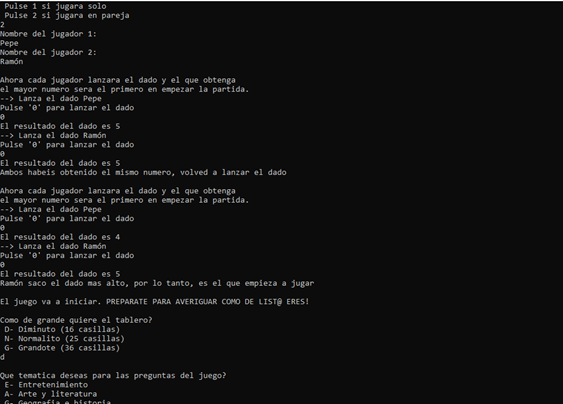 Pulse 1 si jugara solo
Pulse 2 si jugara en pareja
2
Nombre del jugador 1:
Pepe
Nombre del jugador 2:
Ramón
Ahora cada jugador lanzara el dado y el que obtenga
el mayor numero sera el primero en empezar la partida.
--> Lanza el dado Pepe
Pulse '0' para lanzar el dado
0
El resultado del dado es 5
--> Lanza el dado Ramón
Pulse '0' para lanzar el dado
0
El resultado del dado es 5
Ambos habeis obtenido el mismo numero, volved a lanzar el dado
Ahora cada jugador lanzara el dado y el que obtenga
el mayor numero sera el primero en empezar la partida.
--> Lanza el dado Pepe
Pulse '0' para lanzar el dado
0
El resultado del dado es 4
--> Lanza el dado Ramón
Pulse '0' para lanzar el dado
0
El resultado del dado es 5
Ramón saco el dado mas alto, por lo tanto, es el que empieza a jugar
El juego va a iniciar. PREPARATE PARA AVERIGUAR COMO DE LIST@ ERES!
Como de grande quiere el tablero?
D- Diminuto (16 casillas)
N- Normalito (25 casillas)
G- Grandote (36 casillas)
d
Que tematica deseas para las preguntas del juego?
E- Entretenimiento
A- Arte y literatura
G- Geografia e historia